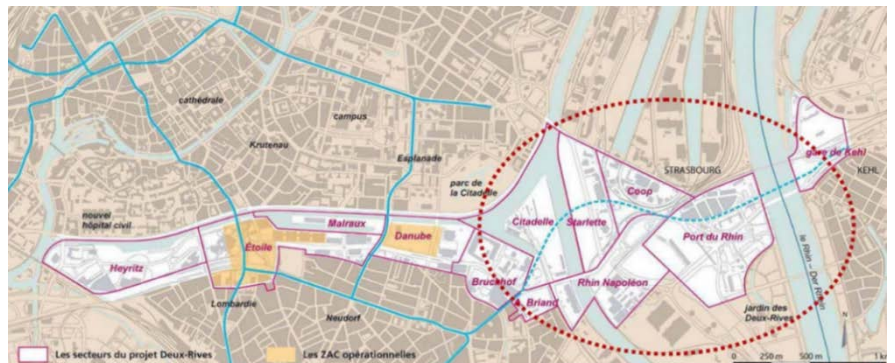 cathédrale
campus
Krutenau
Esplanade
parc de
la Citadelle
STRASBOURG
gare de Kehl
KEHL
Coop
nouvel
hôpital civil
Malraux
Citadelle
Starlette
Étoile
Danube
Port du Rhin
Heyritz
Bruckhof
Rhin Napoléon
le Rhin - Der Rhein
Lombardie
Neudorf
Briand
jardin des
Deux-Rives
N
Les secteurs du projet Deux-Rives
Les ZAC opérationnelles
0 250 m 500 m